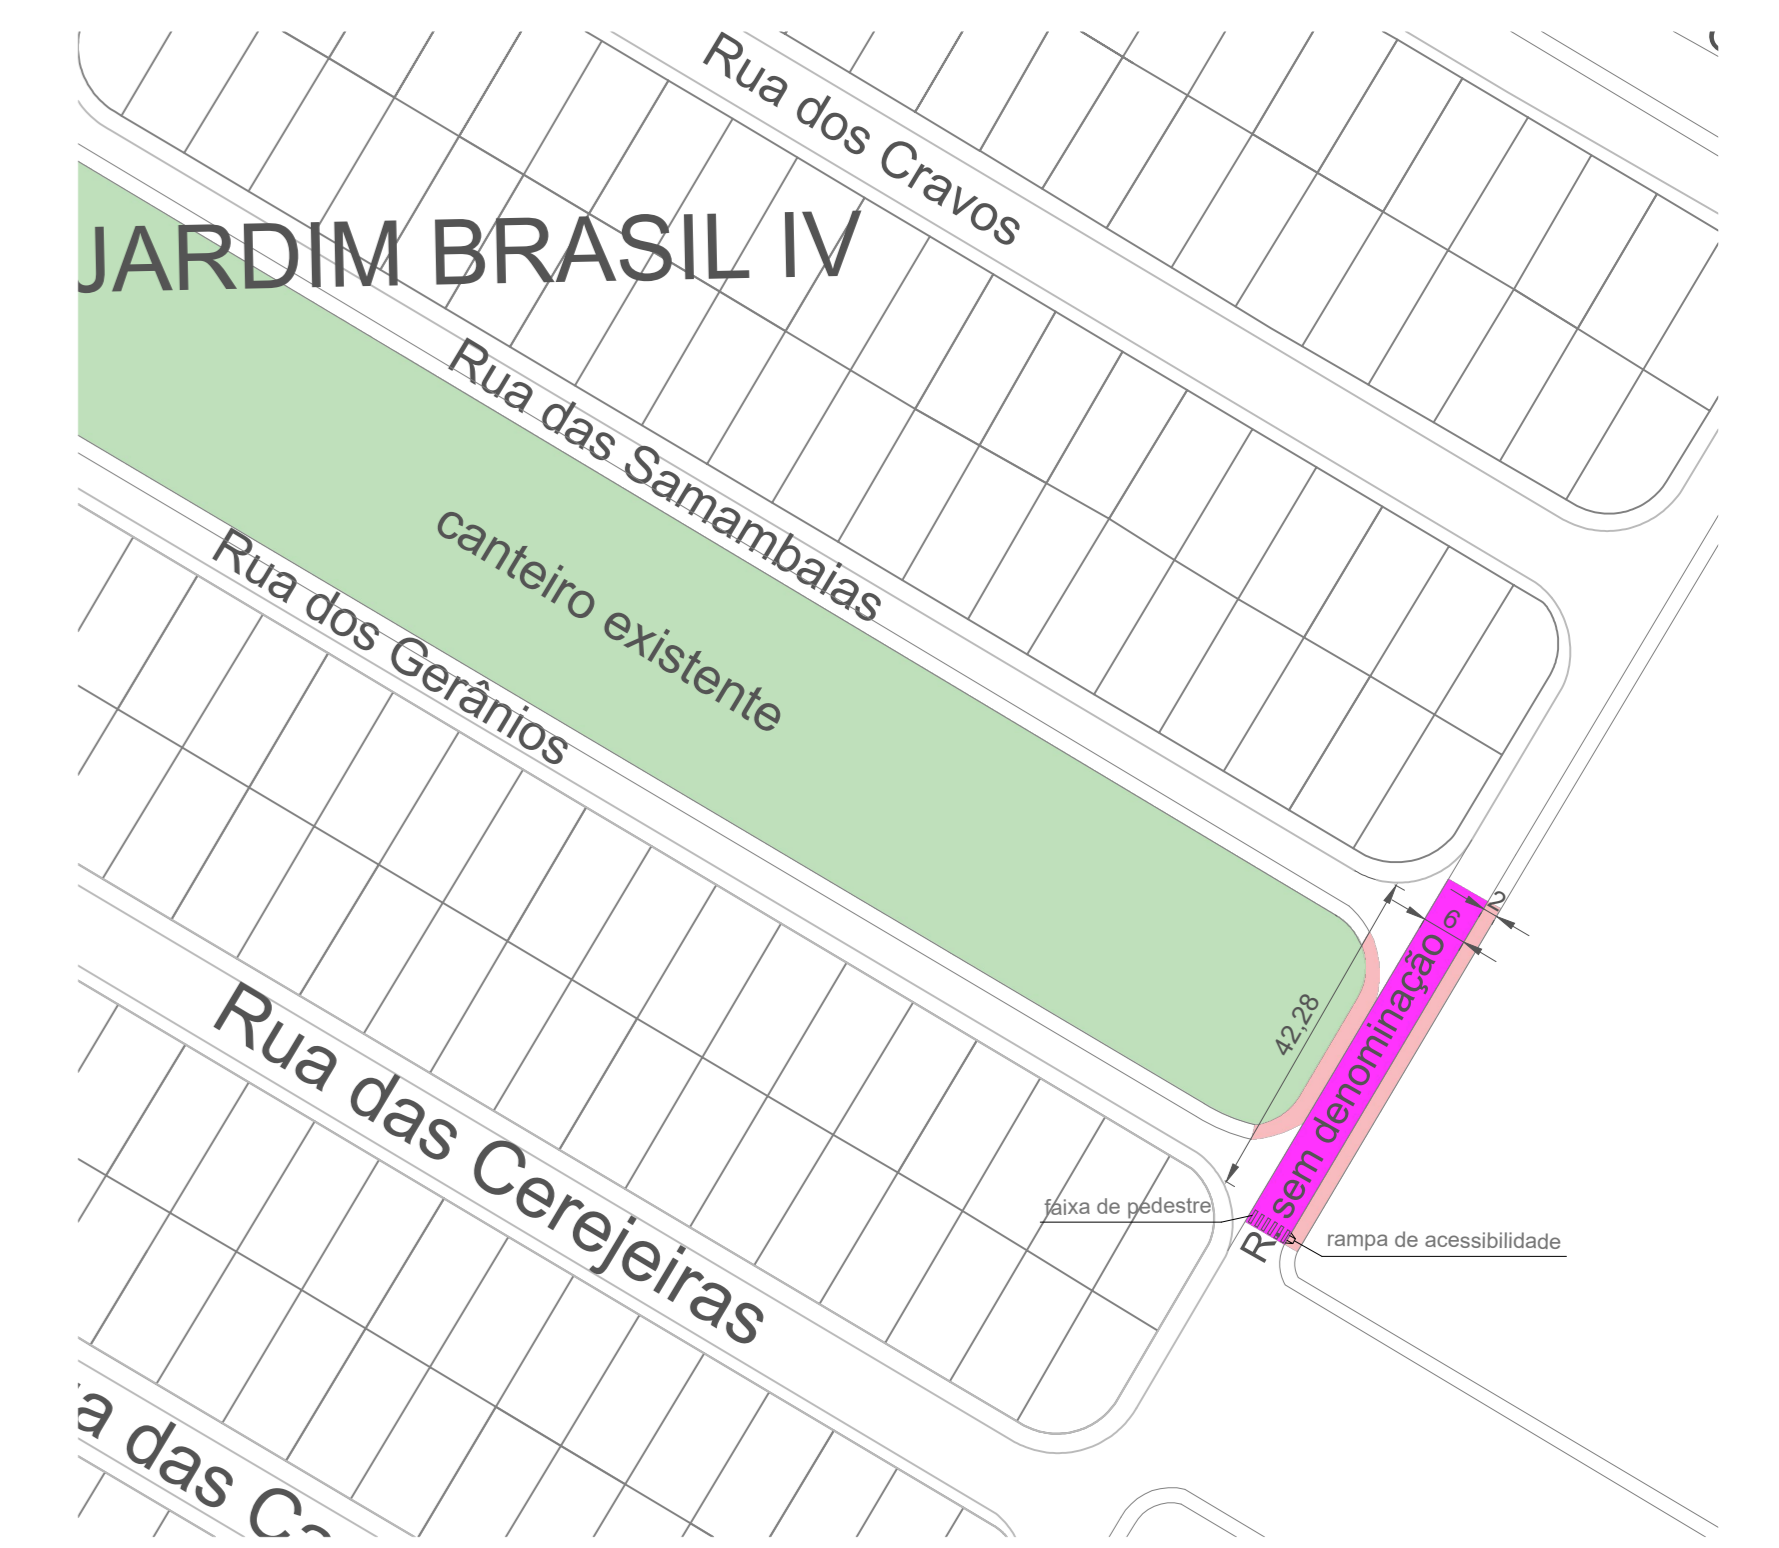 Rua dos Cravos
JARDIM BRASIL IV
Rua das Samambaias
canteiro existente
Rua dos Gerânios
2
6
42,28
R. sem denominação
faixa de pedestre
rampa de acessibilidade
Rua das Cerejeiras
a das Ca